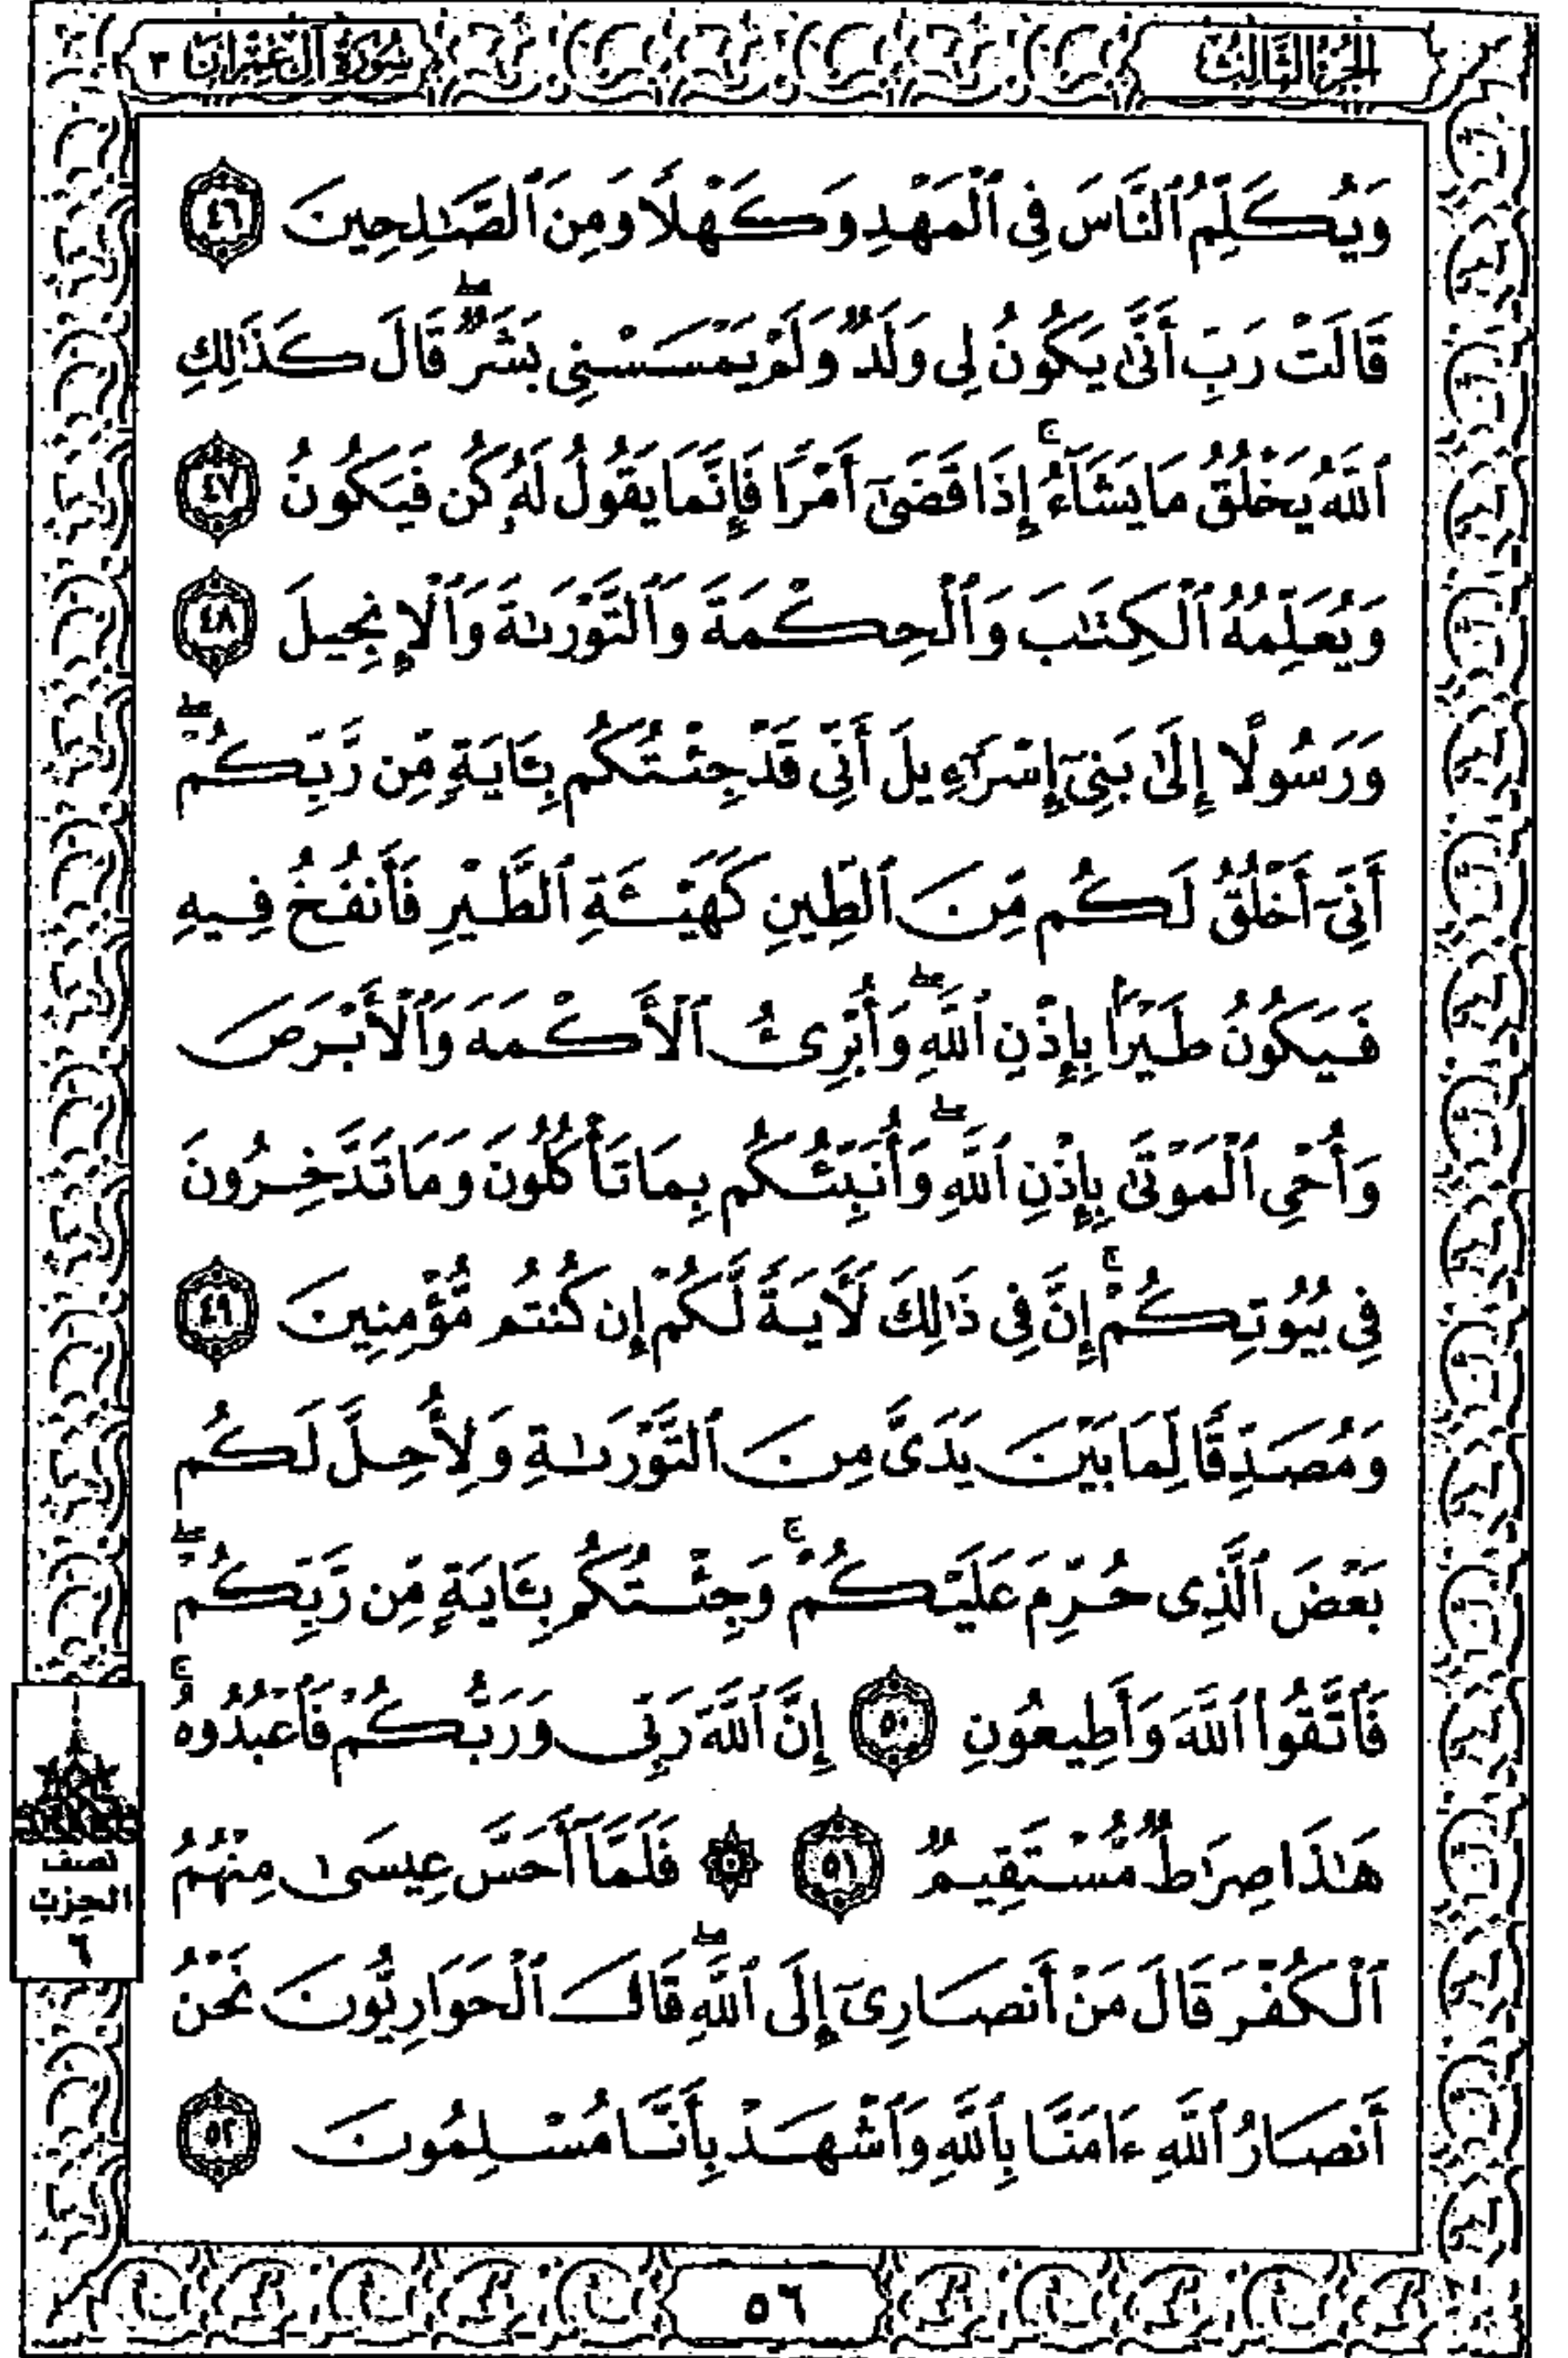 الجزء الثالث
سورة آل عمران ٣
وَيُكَلِّمُ ٱلنَّاسَ فِى ٱلْمَهْدِ وَكَهْلًا وَمِنَ ٱلصَّـٰلِحِينَ ٤٦
قَالَتْ رَبِّ أَنَّىٰ يَكُونُ لِى وَلَدٌ وَلَمْ يَمْسَسْنِى بَشَرٌ ۖ قَالَ كَذَٰلِكِ
ٱللَّهُ يَخْلُقُ مَا يَشَآءُ ۚ إِذَا قَضَىٰٓ أَمْرًا فَإِنَّمَا يَقُولُ لَهُۥ كُن فَيَكُونُ ٤٧
وَيُعَلِّمُهُ ٱلْكِتَـٰبَ وَٱلْحِكْمَةَ وَٱلتَّوْرَىٰةَ وَٱلْإِنجِيلَ ٤٨
وَرَسُولًا إِلَىٰ بَنِىٓ إِسْرَٰٓءِيلَ أَنِّى قَدْ جِئْتُكُم بِـَٔايَةٍ مِّن رَّبِّكُمْ ۖ
أَنِّىٓ أَخْلُقُ لَكُم مِّنَ ٱلطِّينِ كَهَيْـَٔةِ ٱلطَّيْرِ فَأَنفُخُ فِيهِ
فَيَكُونُ طَيْرًۢا بِإِذْنِ ٱللَّهِ ۖ وَأُبْرِئُ ٱلْأَكْمَهَ وَٱلْأَبْرَصَ
وَأُحْىِ ٱلْمَوْتَىٰ بِإِذْنِ ٱللَّهِ ۖ وَأُنَبِّئُكُم بِمَا تَأْكُلُونَ وَمَا تَدَّخِرُونَ
فِى بُيُوتِكُمْ ۚ إِنَّ فِى ذَٰلِكَ لَـَٔايَةً لَّكُمْ إِن كُنتُم مُّؤْمِنِينَ ٤٩
وَمُصَدِّقًا لِّمَا بَيْنَ يَدَىَّ مِنَ ٱلتَّوْرَىٰةِ وَلِأُحِلَّ لَكُم
بَعْضَ ٱلَّذِى حُرِّمَ عَلَيْكُمْ ۚ وَجِئْتُكُم بِـَٔايَةٍ مِّن رَّبِّكُمْ ۖ
فَٱتَّقُوا۟ ٱللَّهَ وَأَطِيعُونِ ٥٠ إِنَّ ٱللَّهَ رَبِّى وَرَبُّكُمْ فَٱعْبُدُوهُ ۚ
هَـٰذَا صِرَٰطٌ مُّسْتَقِيمٌ ٥١ ۞ فَلَمَّآ أَحَسَّ عِيسَىٰ مِنْهُمُ
ٱلْكُفْرَ قَالَ مَنْ أَنصَارِىٓ إِلَى ٱللَّهِ ۖ قَالَ ٱلْحَوَارِيُّونَ نَحْنُ
أَنصَارُ ٱللَّهِ ءَامَنَّا بِٱللَّهِ وَٱشْهَدْ بِأَنَّا مُسْلِمُونَ ٥٢
نصف
الحزب
٦
٥٦